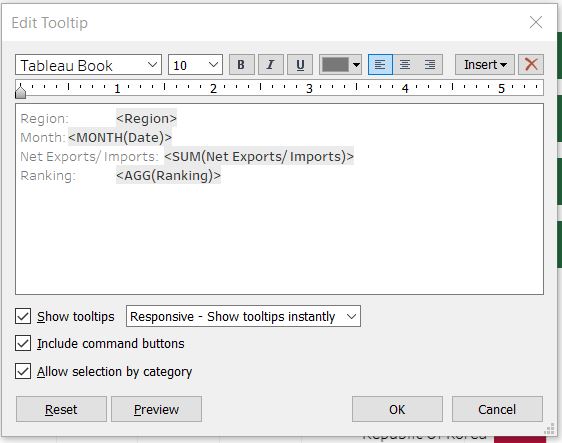 Edit Tooltip
Tableau Book 10 B I U Insert
1 2 3 4 5
Region: <Region>
Month: <MONTH(Date)>
Net Exports/ Imports: <SUM(Net Exports/ Imports)>
Ranking: <AGG(Ranking)>
Show tooltips Responsive - Show tooltips instantly
Include command buttons
Allow selection by category
Reset Preview OK Cancel
Republic of Korea